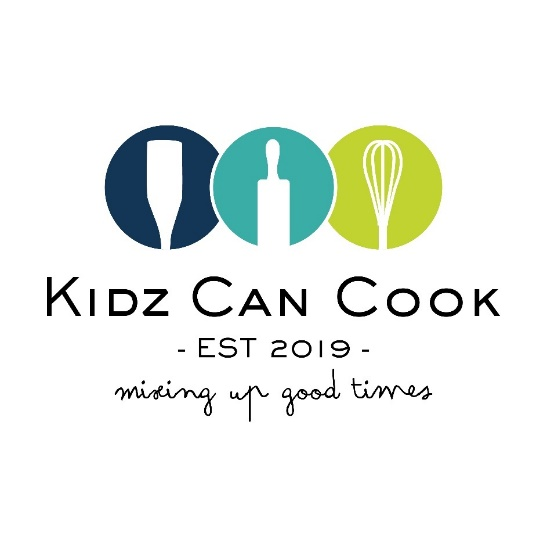 Kidz Can Cook
- EST 2019 -
mixing up good times